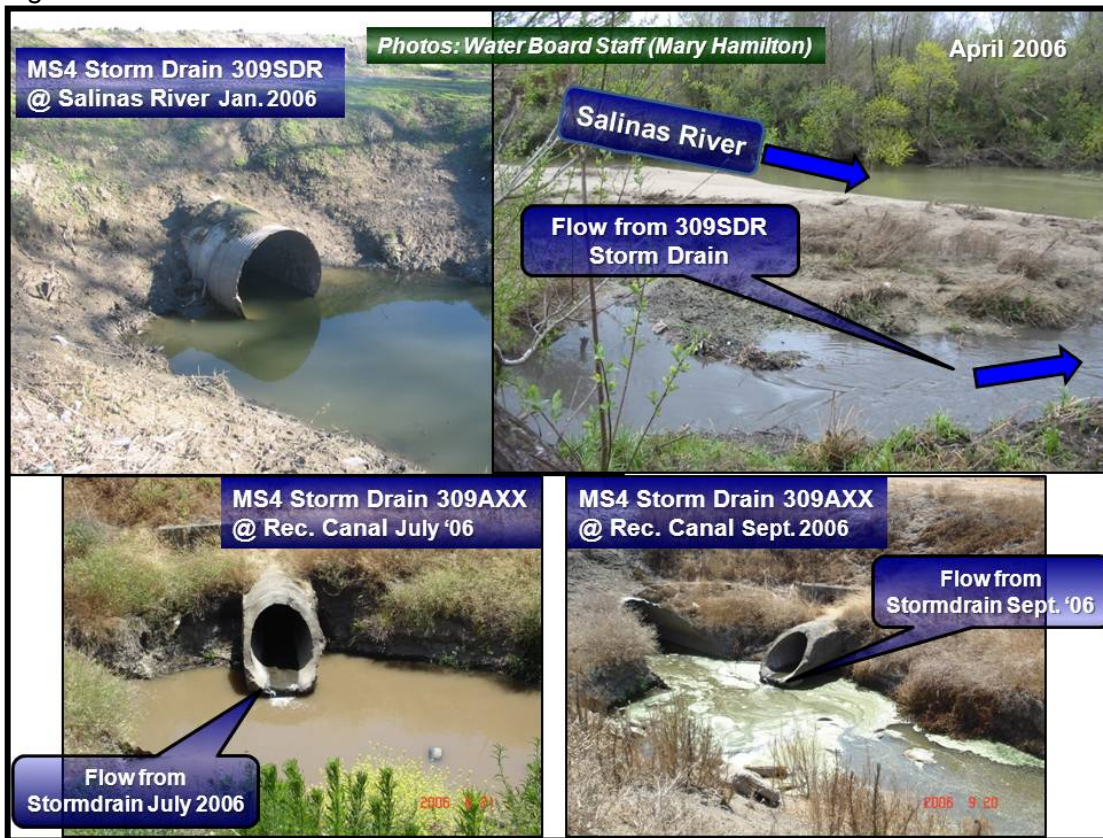 Photos: Water Board Staff (Mary Hamilton)
MS4 Storm Drain 309SDR
@ Salinas River Jan. 2006
April 2006
Salinas River
Flow from 309SDR
Storm Drain
MS4 Storm Drain 309AXX
@ Rec. Canal July ‘06
Flow from
Stormdrain July 2006
2006
MS4 Storm Drain 309AXX
@ Rec. Canal Sept. 2006
Flow from
Stormdrain Sept. ‘06
2006 9 20